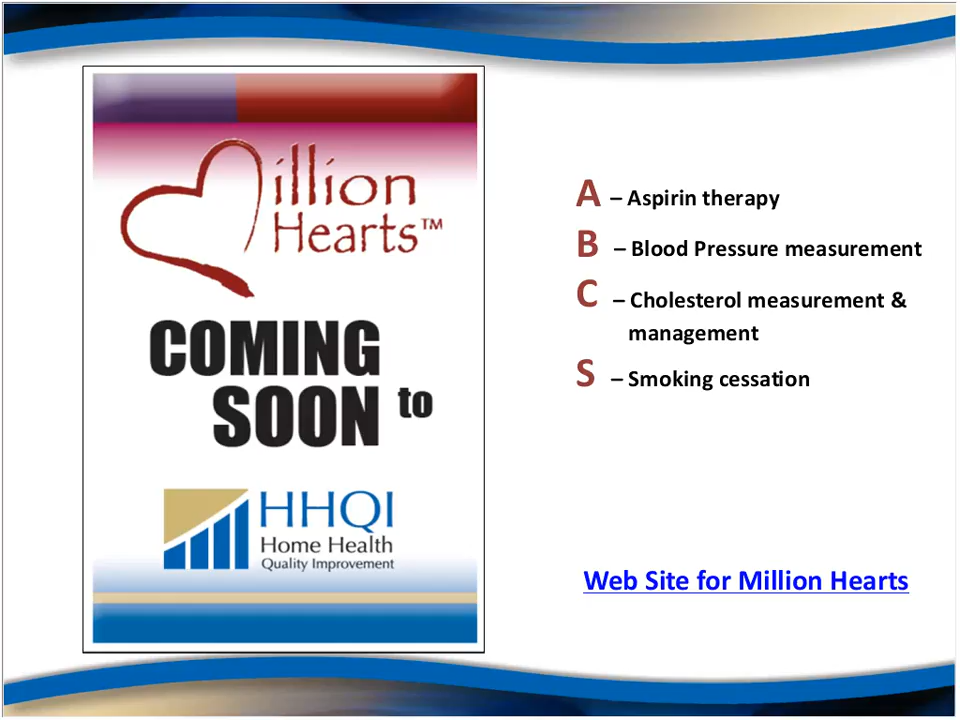 Million
Hearts™
COMING
SOON to
HHQI
Home Health
Quality Improvement
A – Aspirin therapy
B – Blood Pressure measurement
C – Cholesterol measurement &
management
S – Smoking cessation
Web Site for Million Hearts